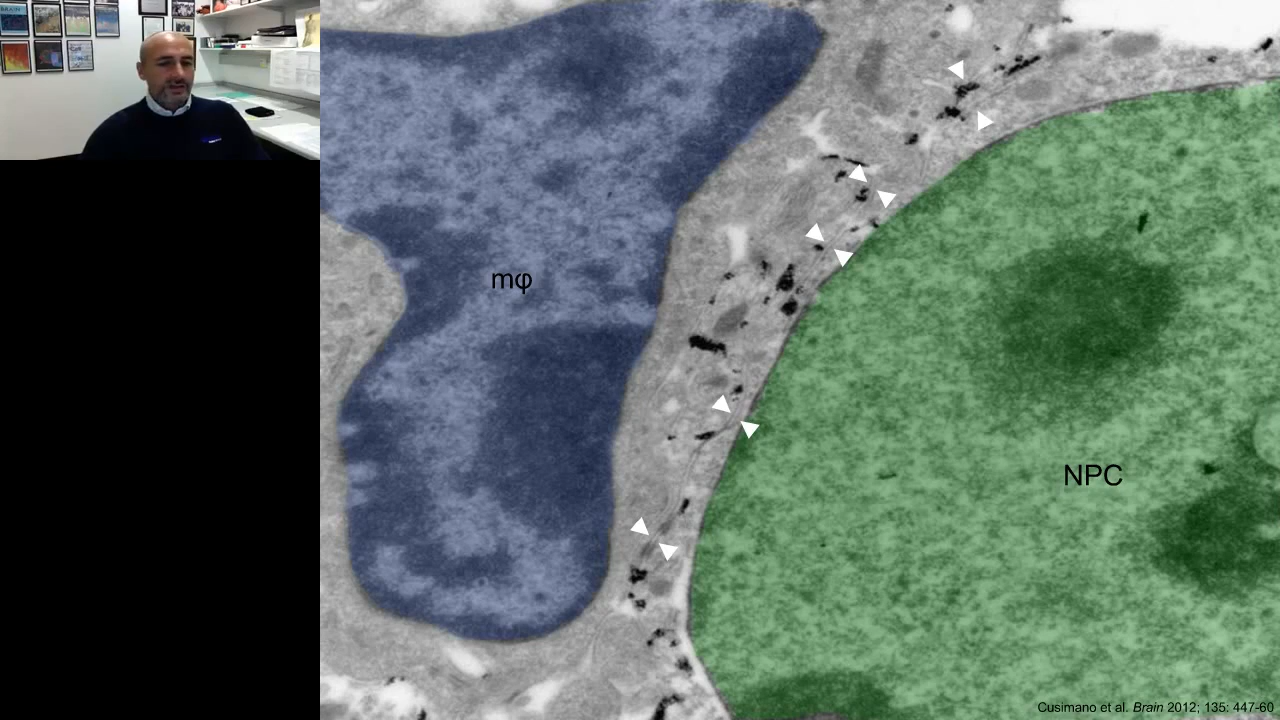 mφ
NPC
Cusimano et al. Brain 2012; 135: 447-60